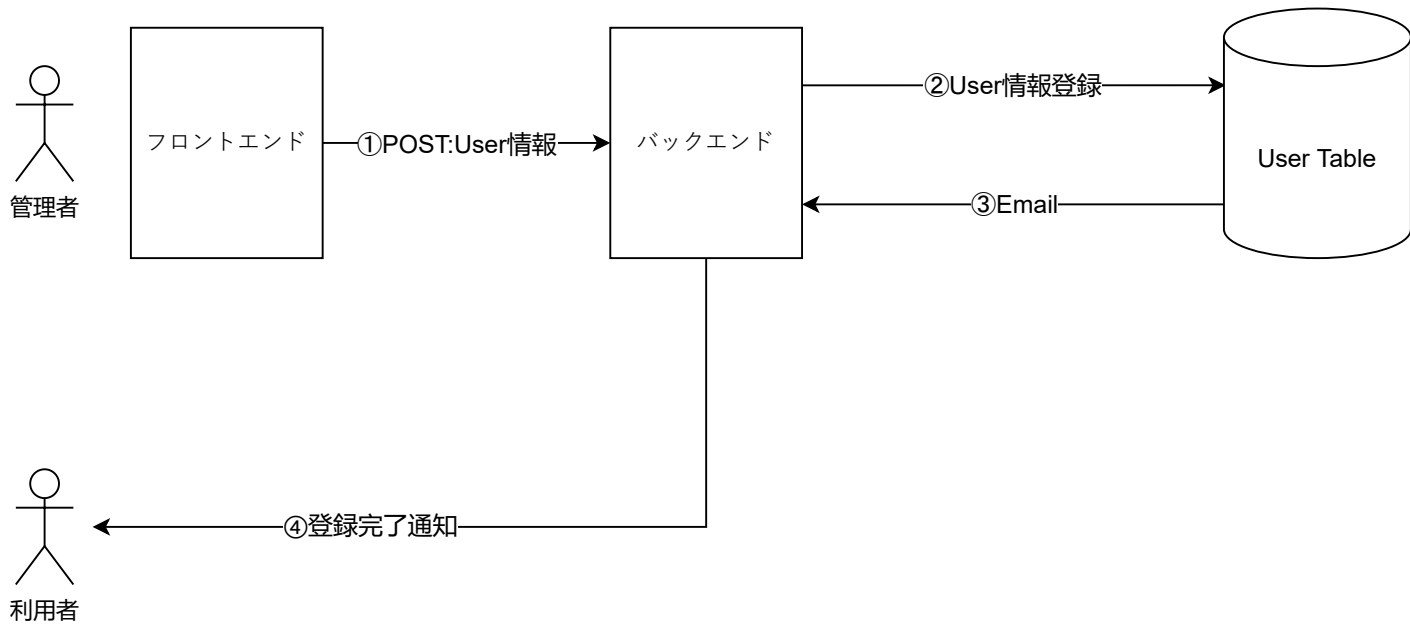 管理者
フロントエンド
①POST:User情報
バックエンド
②User情報登録
③Email
User Table
④登録完了通知
利用者